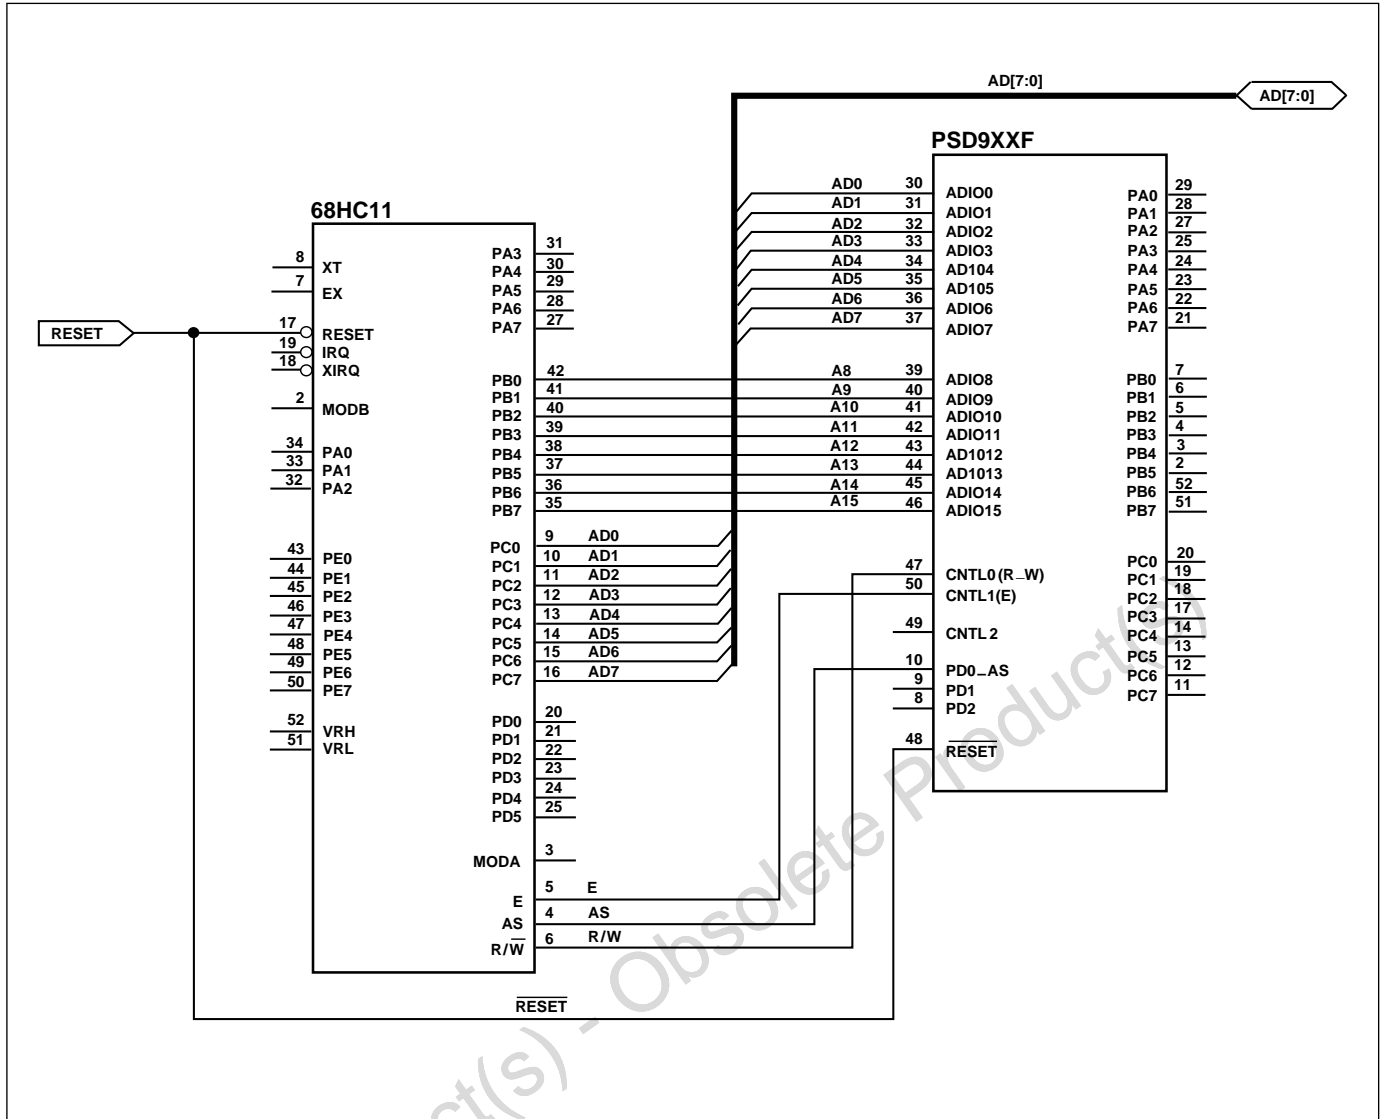 AD[7:0]
AD[7:0]
PSD9XXF
68HC11
RESET
8 XT
7 EX
17 RESET
19 IRQ
18 XIRQ
2 MODB
34 PA0
33 PA1
32 PA2
43 PE0
44 PE1
45 PE2
46 PE3
47 PE4
48 PE5
49 PE6
50 PE7
52 VRH
51 VRL
PA3 31
PA4 30
PA5 29
PA6 28
PA7 27
PB0 42
PB1 41
PB2 40
PB3 39
PB4 38
PB5 37
PB6 36
PB7 35
PC0 9 AD0
PC1 10 AD1
PC2 11 AD2
PC3 12 AD3
PC4 13 AD4
PC5 14 AD5
PC6 15 AD6
PC7 16 AD7
PD0 20
PD1 21
PD2 22
PD3 23
PD4 24
PD5 25
MODA 3
E 5 E
AS 4 AS
R/W 6 R/W
RESET
AD0 30 ADIO0
AD1 31 ADIO1
AD2 32 ADIO2
AD3 33 ADIO3
AD4 34 AD104
AD5 35 AD105
AD6 36 ADIO6
AD7 37 ADIO7
A8 39 ADIO8
A9 40 ADIO9
A10 41 ADIO10
A11 42 ADIO11
A12 43 AD1012
A13 44 AD1013
A14 45 ADIO14
A15 46 ADIO15
47 CNTL0(R_W)
50 CNTL1(E)
49 CNTL2
10 PD0_AS
9 PD1
8 PD2
48 RESET
PA0 29
PA1 28
PA2 27
PA3 25
PA4 24
PA5 23
PA6 22
PA7 21
PB0 7
PB1 6
PB2 5
PB3 4
PB4 3
PB5 2
PB6 52
PB7 51
PC0 20
PC1 19
PC2 18
PC3 17
PC4 14
PC5 13
PC6 12
PC7 11
ct(s) - Obsolete Product(s)